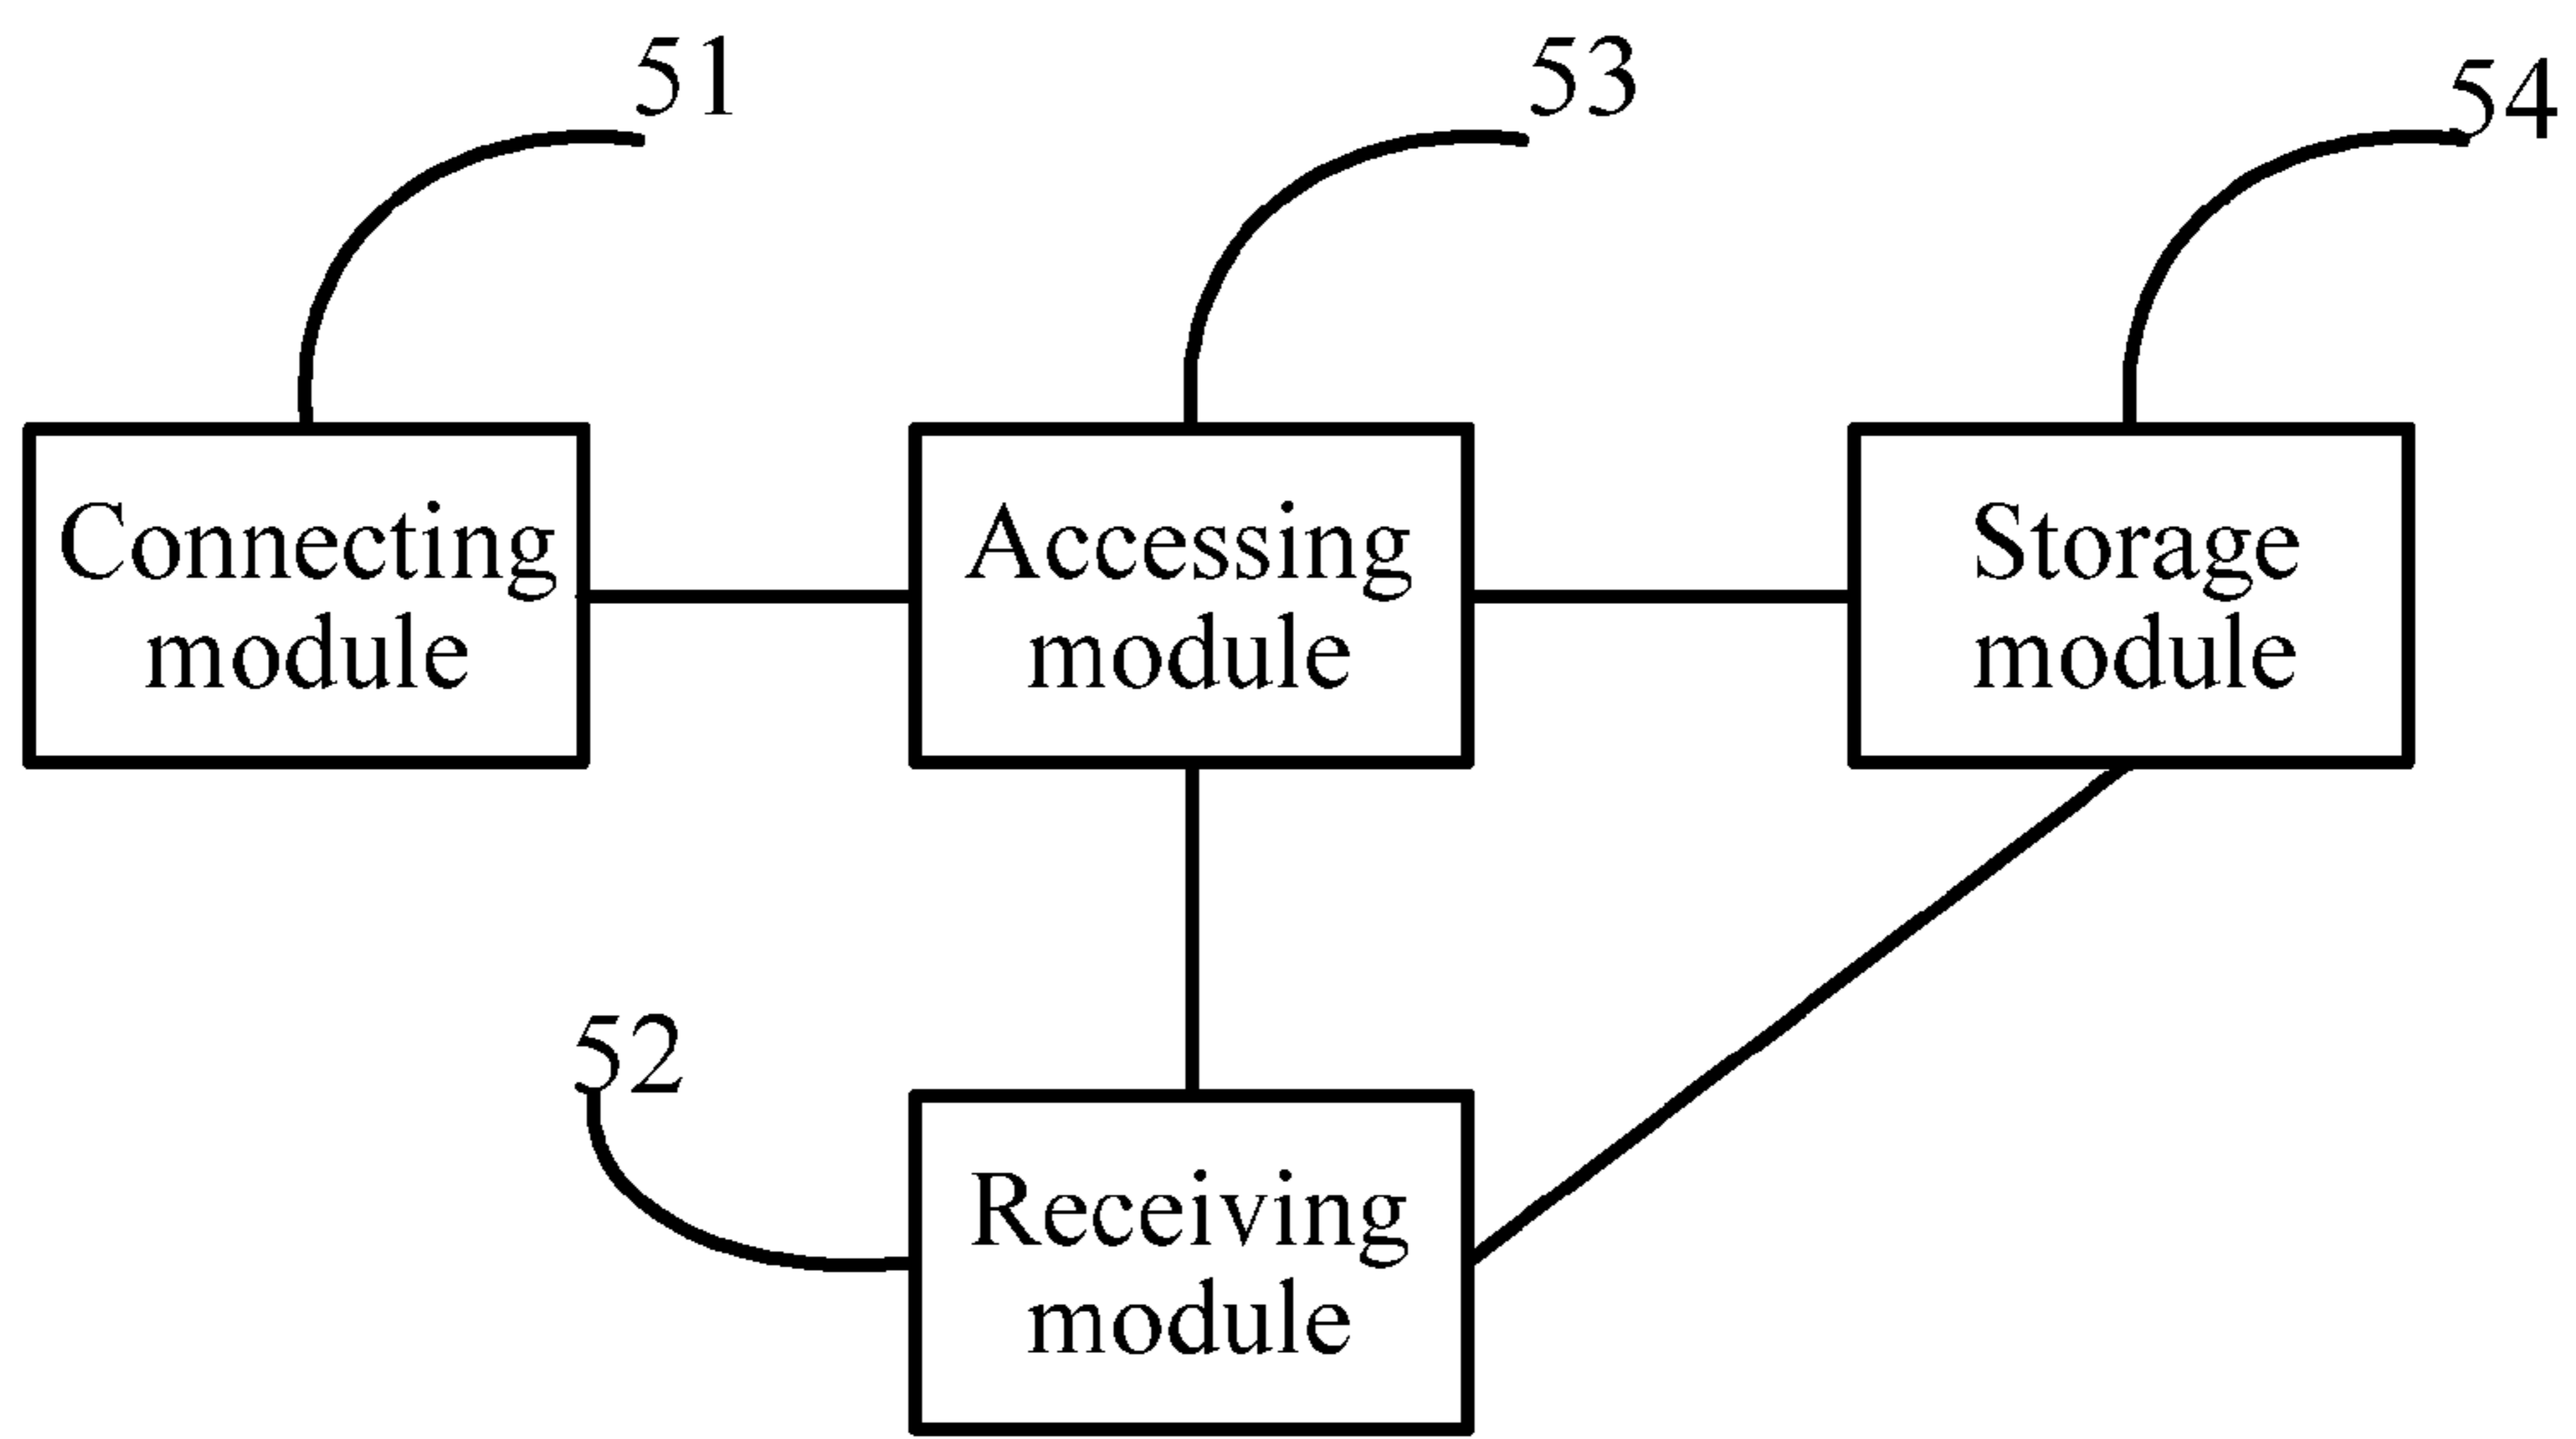 51
53
54
Connecting
module
Accessing
module
Storage
module
52
Receiving
module